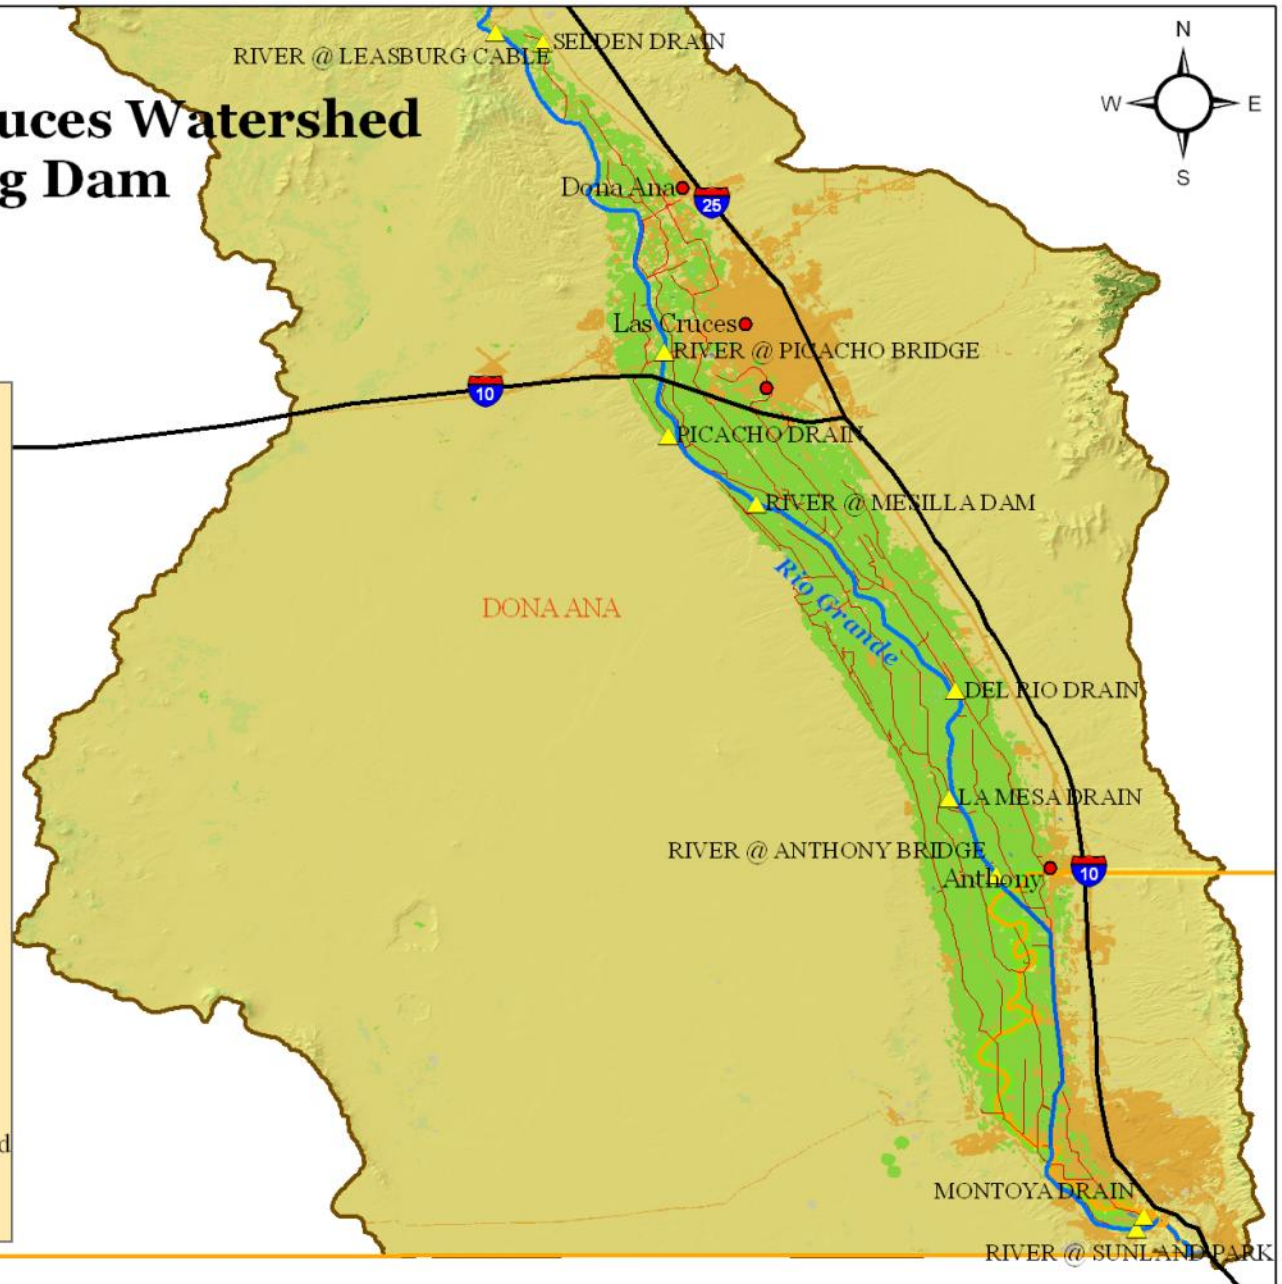 RIVER @ LEASBURG CABLE
SELDEN DRAIN
N
W E
S
uces Watershed
g Dam
Dona Ana
25
Las Cruces
RIVER @ PICACHO BRIDGE
10
PICACHO DRAIN
RIVER @ MESILLA DAM
Rio Grande
DONA ANA
DEL RIO DRAIN
LA MESA DRAIN
RIVER @ ANTHONY BRIDGE
Anthony
10
d
MONTOYA DRAIN
RIVER @ SUNLAND PARK